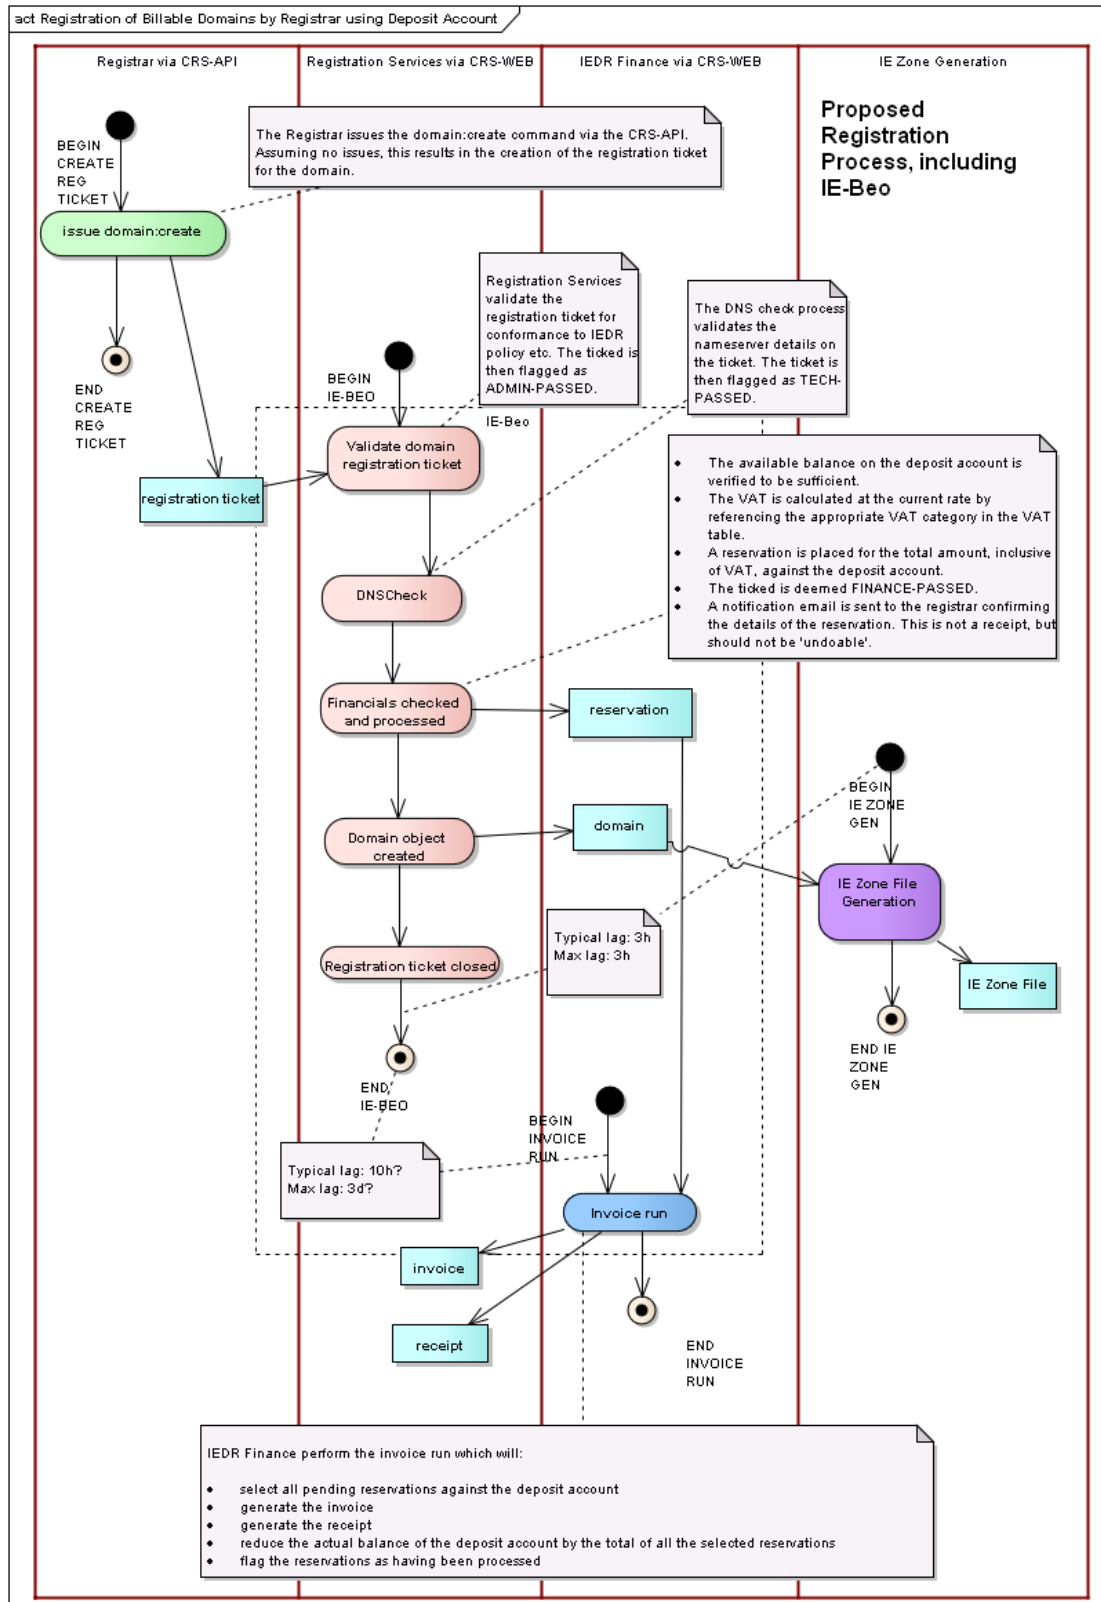 act Registration of Billable Domains by Registrar using Deposit Account
Registrar via CRS-API
Registration Services via CRS-WEB
IEDR Finance via CRS-WEB
IE Zone Generation
Proposed
Registration
Process, including
IE-Beo
The Registrar issues the domain:create command via the CRS-API.
Assuming no issues, this results in the creation of the registration ticket
for the domain.
BEGIN
CREATE
REG
TICKET
issue domain:create
END
CREATE
REG
TICKET
registration ticket
Registration Services
validate the
registration ticket for
conformance to IEDR
policy etc. The ticked is
then flagged as
ADMIN-PASSED.
The DNS check process
validates the
nameserver details on
the ticket. The ticket is
then flagged as TECH-
PASSED.
BEGIN
IE-BEO
IE-Beo
Validate domain
registration ticket
• The available balance on the deposit account is
verified to be sufficient.
• The VAT is calculated at the current rate by
referencing the appropriate VAT category in the VAT
table.
• A reservation is placed for the total amount, inclusive
of VAT, against the deposit account.
• The ticked is deemed FINANCE-PASSED.
• A notification email is sent to the registrar confirming
the details of the reservation. This is not a receipt, but
should not be 'undoable'.
DNSCheck
Financials checked
and processed
reservation
Domain object
created
domain
BEGIN
IE ZONE
GEN
IE Zone File
Generation
Typical lag: 3h
Max lag: 3h
Registration ticket closed
IE Zone File
END IE
ZONE
GEN
END
IE-BEO
BEGIN
INVOICE
RUN
Typical lag: 10h?
Max lag: 3d?
Invoice run
invoice
receipt
END
INVOICE
RUN
IEDR Finance perform the invoice run which will:
• select all pending reservations against the deposit account
• generate the invoice
• generate the receipt
• reduce the actual balance of the deposit account by the total of all the selected reservations
• flag the reservations as having been processed